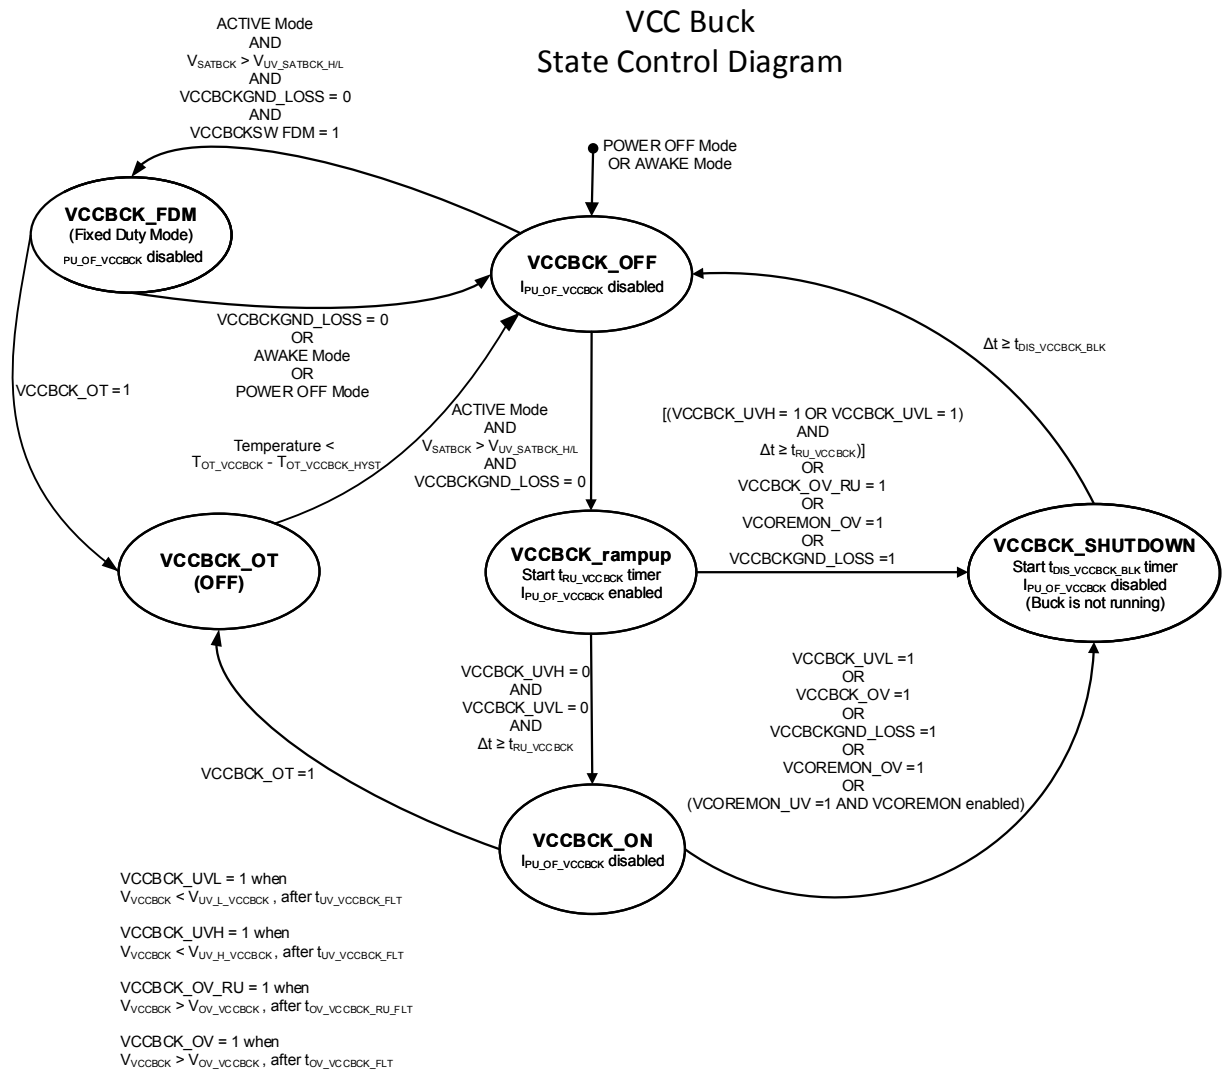 VCC Buck
State Control Diagram
ACTIVE Mode
AND
VSATBCK > VUV_SATBCK_H/L
AND
VCCBCKGND_LOSS = 0
AND
VCCBCKSW FDM = 1
POWER OFF Mode
OR AWAKE Mode
VCCBCK_FDM
(Fixed Duty Mode)
PU_OF_VCCBCK disabled
VCCBCK_OFF
IPU_OF_VCCBCK disabled
VCCBCKGND_LOSS = 0
OR
AWAKE Mode
OR
POWER OFF Mode
VCCBCK_OT = 1
Δt ≥ tDIS_VCCBCK_BLK
Temperature <
TOT_VCCBCK - TOT_VCCBCK_HYST
ACTIVE Mode
AND
VSATBCK > VUV_SATBCK_H/L
AND
VCCBCKGND_LOSS = 0
[(VCCBCK_UVH = 1 OR VCCBCK_UVL = 1)
AND
Δt ≥ tRU_VCCBCK)]
OR
VCCBCK_OV_RU = 1
OR
VCOREMON_OV =1
OR
VCCBCKGND_LOSS =1
VCCBCK_OT
(OFF)
VCCBCK_rampup
Start tRU_VCCBCK timer
IPU_OF_VCCBCK enabled
VCCBCK_SHUTDOWN
Start tDIS_VCCBCK_BLK timer
IPU_OF_VCCBCK disabled
(Buck is not running)
VCCBCK_UVH = 0
AND
VCCBCK_UVL = 0
AND
Δt ≥ tRU_VCCBCK
VCCBCK_UVL =1
OR
VCCBCK_OV =1
OR
VCCBCKGND_LOSS =1
OR
VCOREMON_OV =1
OR
(VCOREMON_UV =1 AND VCOREMON enabled)
VCCBCK_OT =1
VCCBCK_ON
IPU_OF_VCCBCK disabled
VCCBCK_UVL = 1 when
VVCCBCK < VUV_L_VCCBCK , after tUV_VCCBCK_FLT
VCCBCK_UVH = 1 when
VVCCBCK < VUV_H_VCCBCK , after tUV_VCCBCK_FLT
VCCBCK_OV_RU = 1 when
VVCCBCK > VOV_VCCBCK , after tOV_VCCBCK_RU_FLT
VCCBCK_OV = 1 when
VVCCBCK > VOV_VCCBCK , after tOV_VCCBCK_FLT